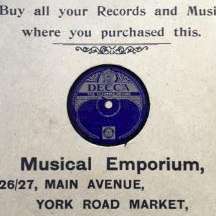 Buy all your Records and Musi
where you purchased this.
DECCA
Musical Emporium,
26/27, MAIN AVENUE,
YORK ROAD MARKET,